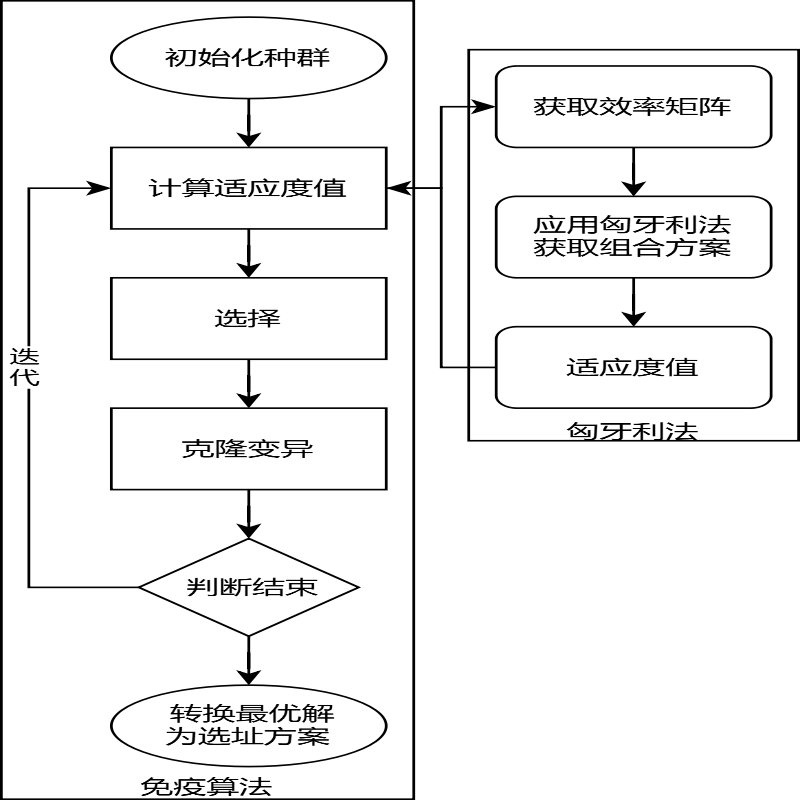 初始化种群
计算适应度值
选择
克隆变异
判断结束
转换最优解
为选址方案
免疫算法
迭
代
获取效率矩阵
应用匈牙利法
获取组合方案
适应度值
匈牙利法